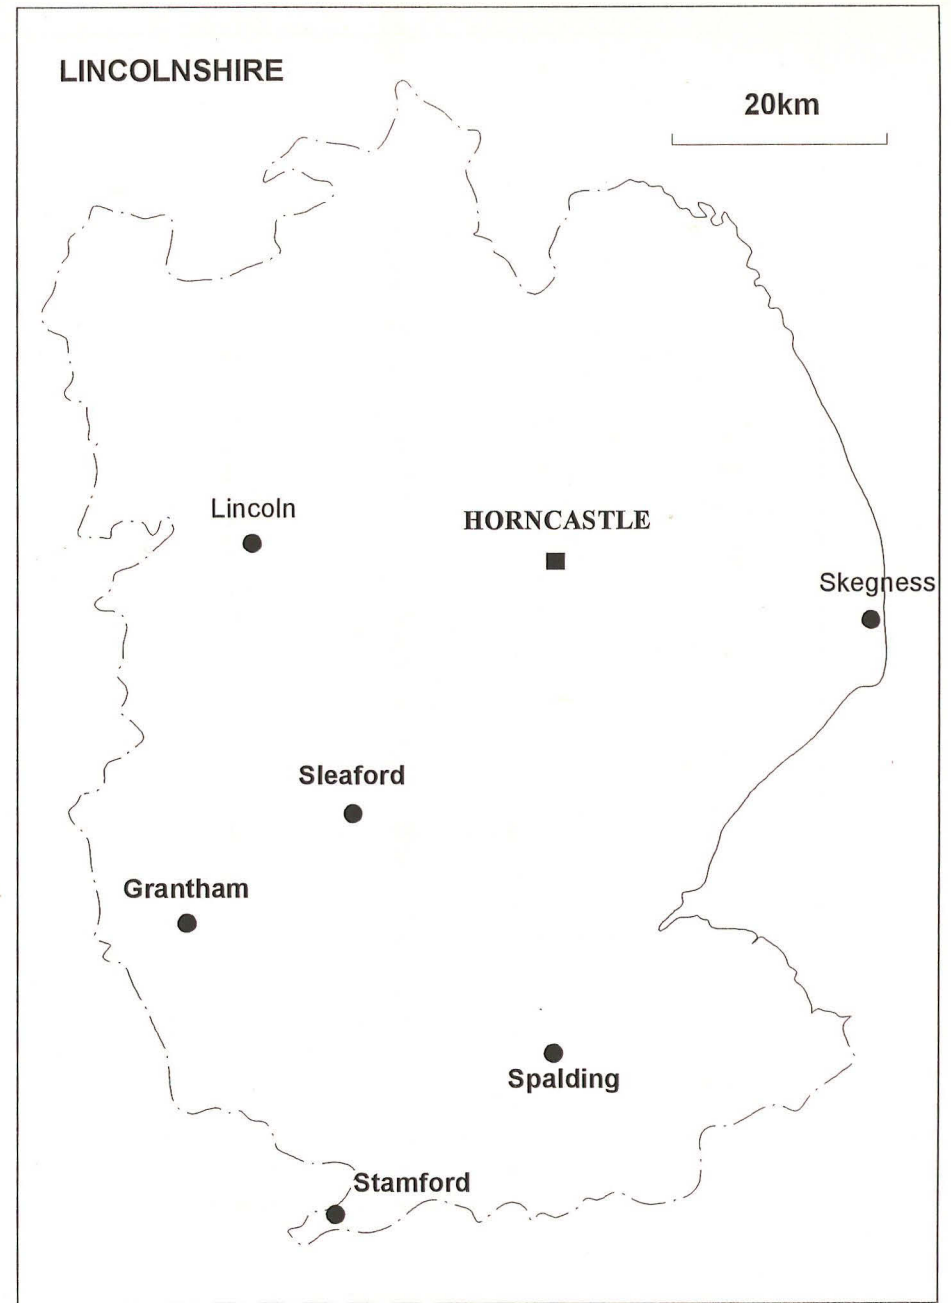 LINCOLNSHIRE
20km
Lincoln
HORNCASTLE
Skegness
Sleaford
Grantham
Spalding
Stamford